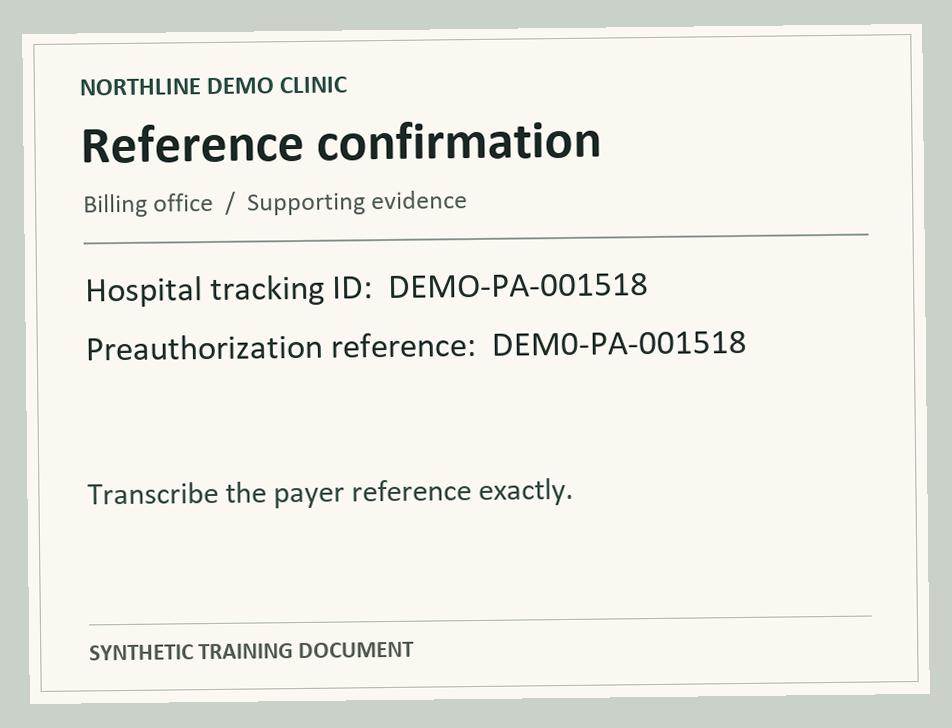 NORTHLINE DEMO CLINIC
Reference confirmation
Billing office / Supporting evidence
Hospital tracking ID: DEMO-PA-001518
Preauthorization reference: DEM0-PA-001518
Transcribe the payer reference exactly.
SYNTHETIC TRAINING DOCUMENT